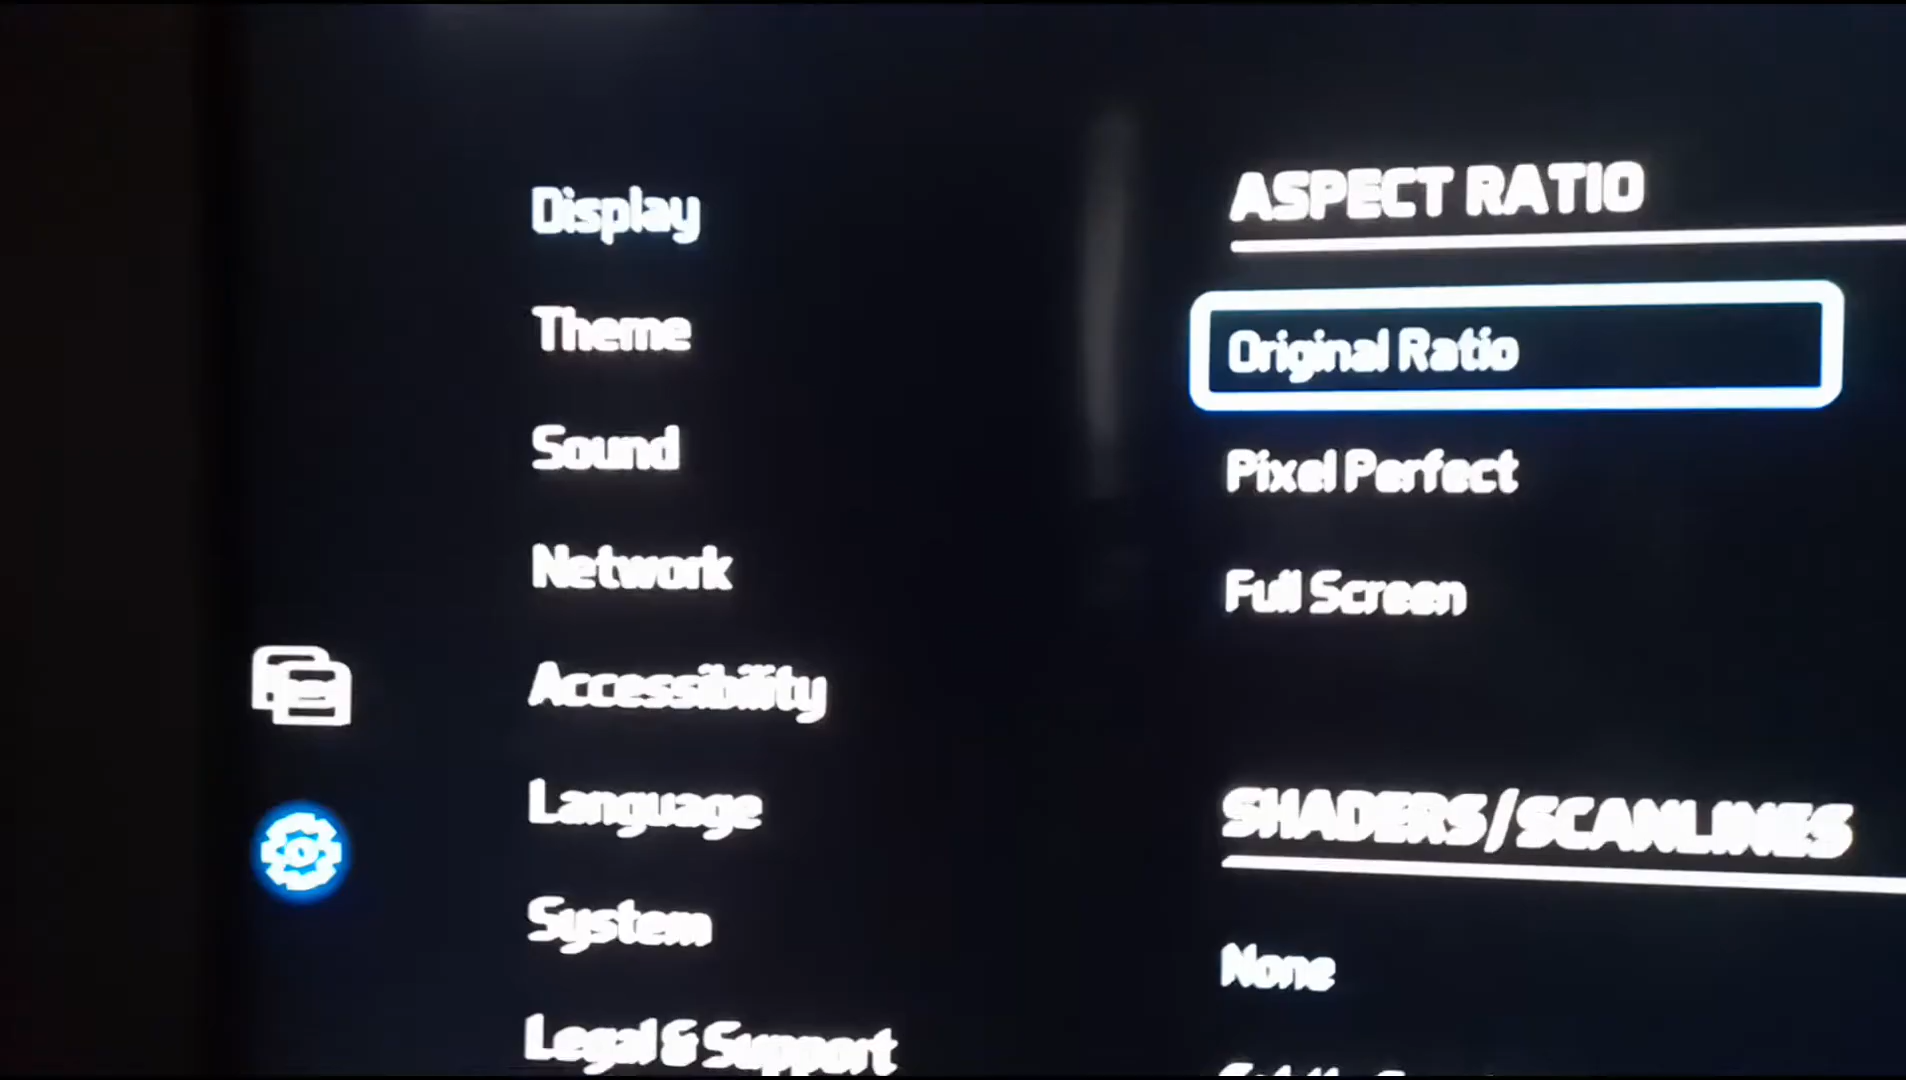 Display
Theme
Sound
Network
Accessibility
Language
System
Legal & Support
ASPECT RATIO
Original Ratio
Pixel Perfect
Full Screen
SHADERS/SCANLINES
None